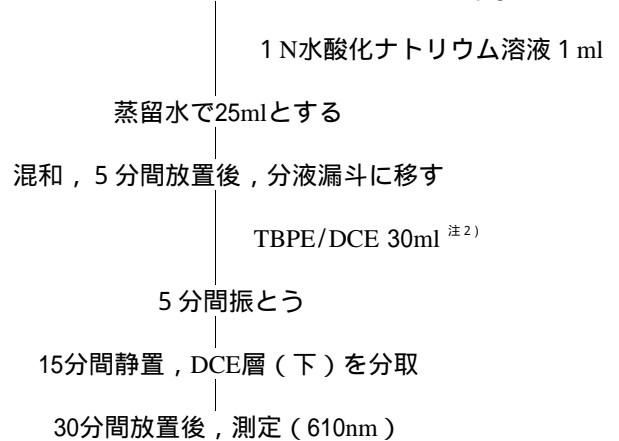 1 N水酸化ナトリウム溶液 1 ml
蒸留水で25mlとする
混和，5 分間放置後，分液漏斗に移す
TBPE/DCE 30ml 注2)
5 分間振とう
15分間静置，DCE層（下）を分取
30分間放置後，測定（610nm）